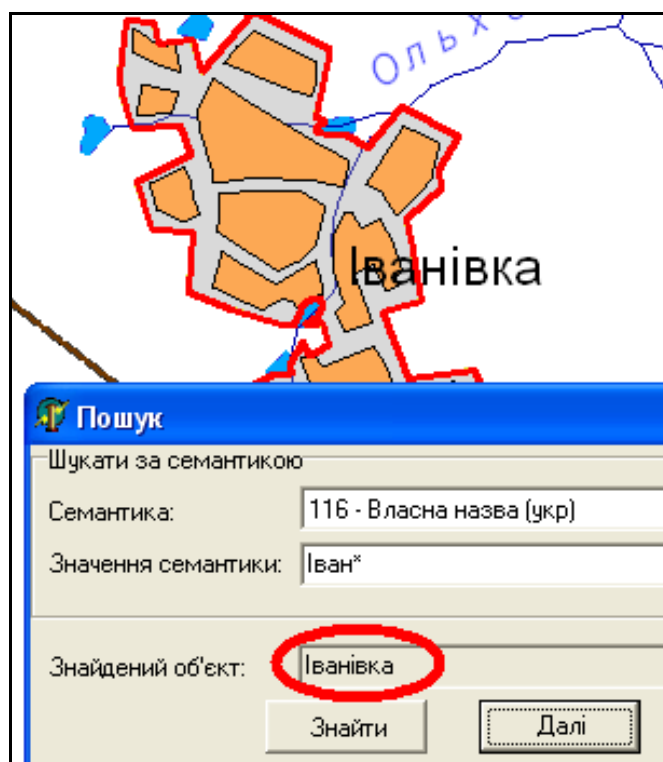 Ольх
Іванівка
Пошук
Шукати за семантикою
Семантика: 116 - Власна назва (укр)
Значення семантики: Іван*
Знайдений об'єкт: Іванівка
Знайти Далі